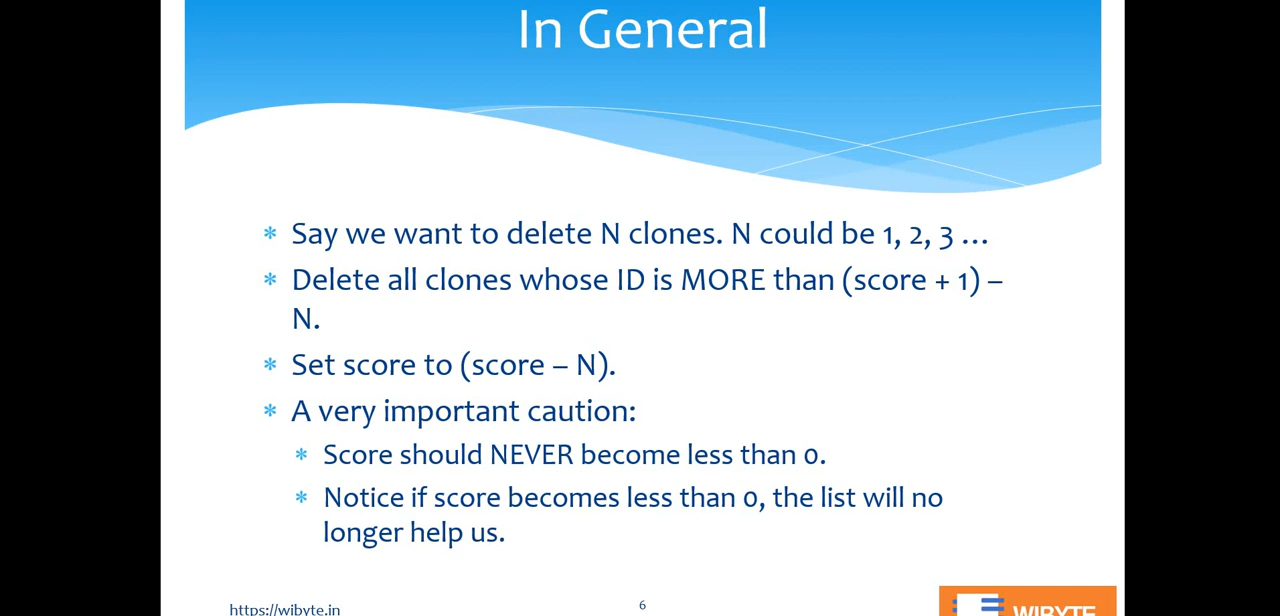 In General
* Say we want to delete N clones. N could be 1, 2, 3 …
* Delete all clones whose ID is MORE than (score + 1) –
N.
* Set score to (score – N).
* A very important caution:
* Score should NEVER become less than 0.
* Notice if score becomes less than 0, the list will no
longer help us.
https://wibyte.in
6
WIBYTE